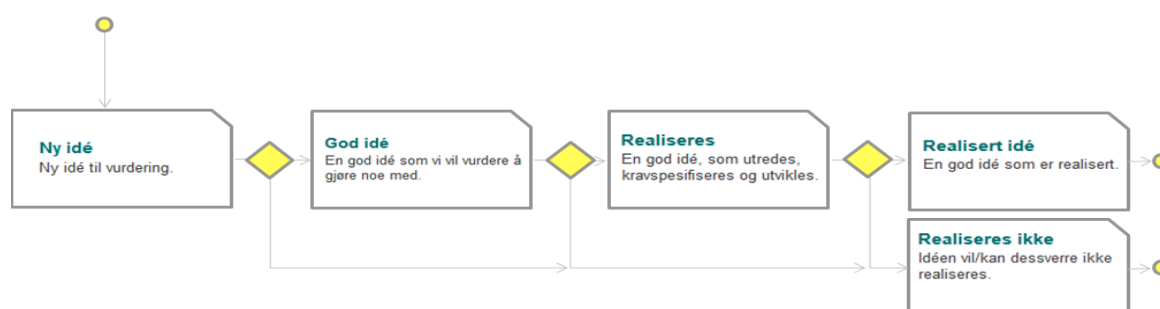 Ny idé
Ny idé til vurdering.
God idé
En god idé som vi vil vurdere å
gjøre noe med.
Realiseres
En god idé, som utredes,
kravspesifiseres og utvikles.
Realisert idé
En god idé som er realisert.
Realiseres ikke
Idéen vil/kan dessverre ikke
realiseres.